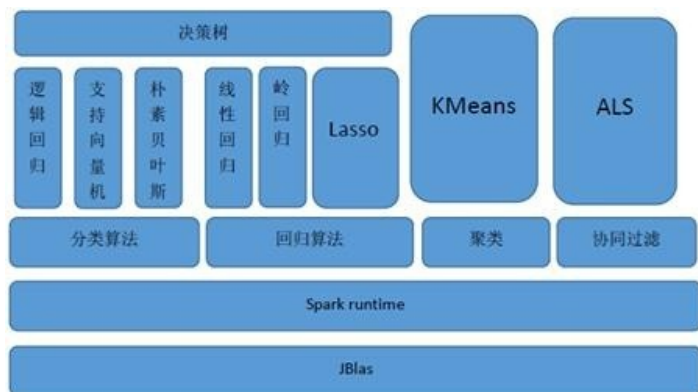 决策树
逻辑回归
支持向量机
朴素贝叶斯
线性回归
岭回归
Lasso
KMeans
ALS
分类算法
回归算法
聚类
协同过滤
Spark runtime
JBlas